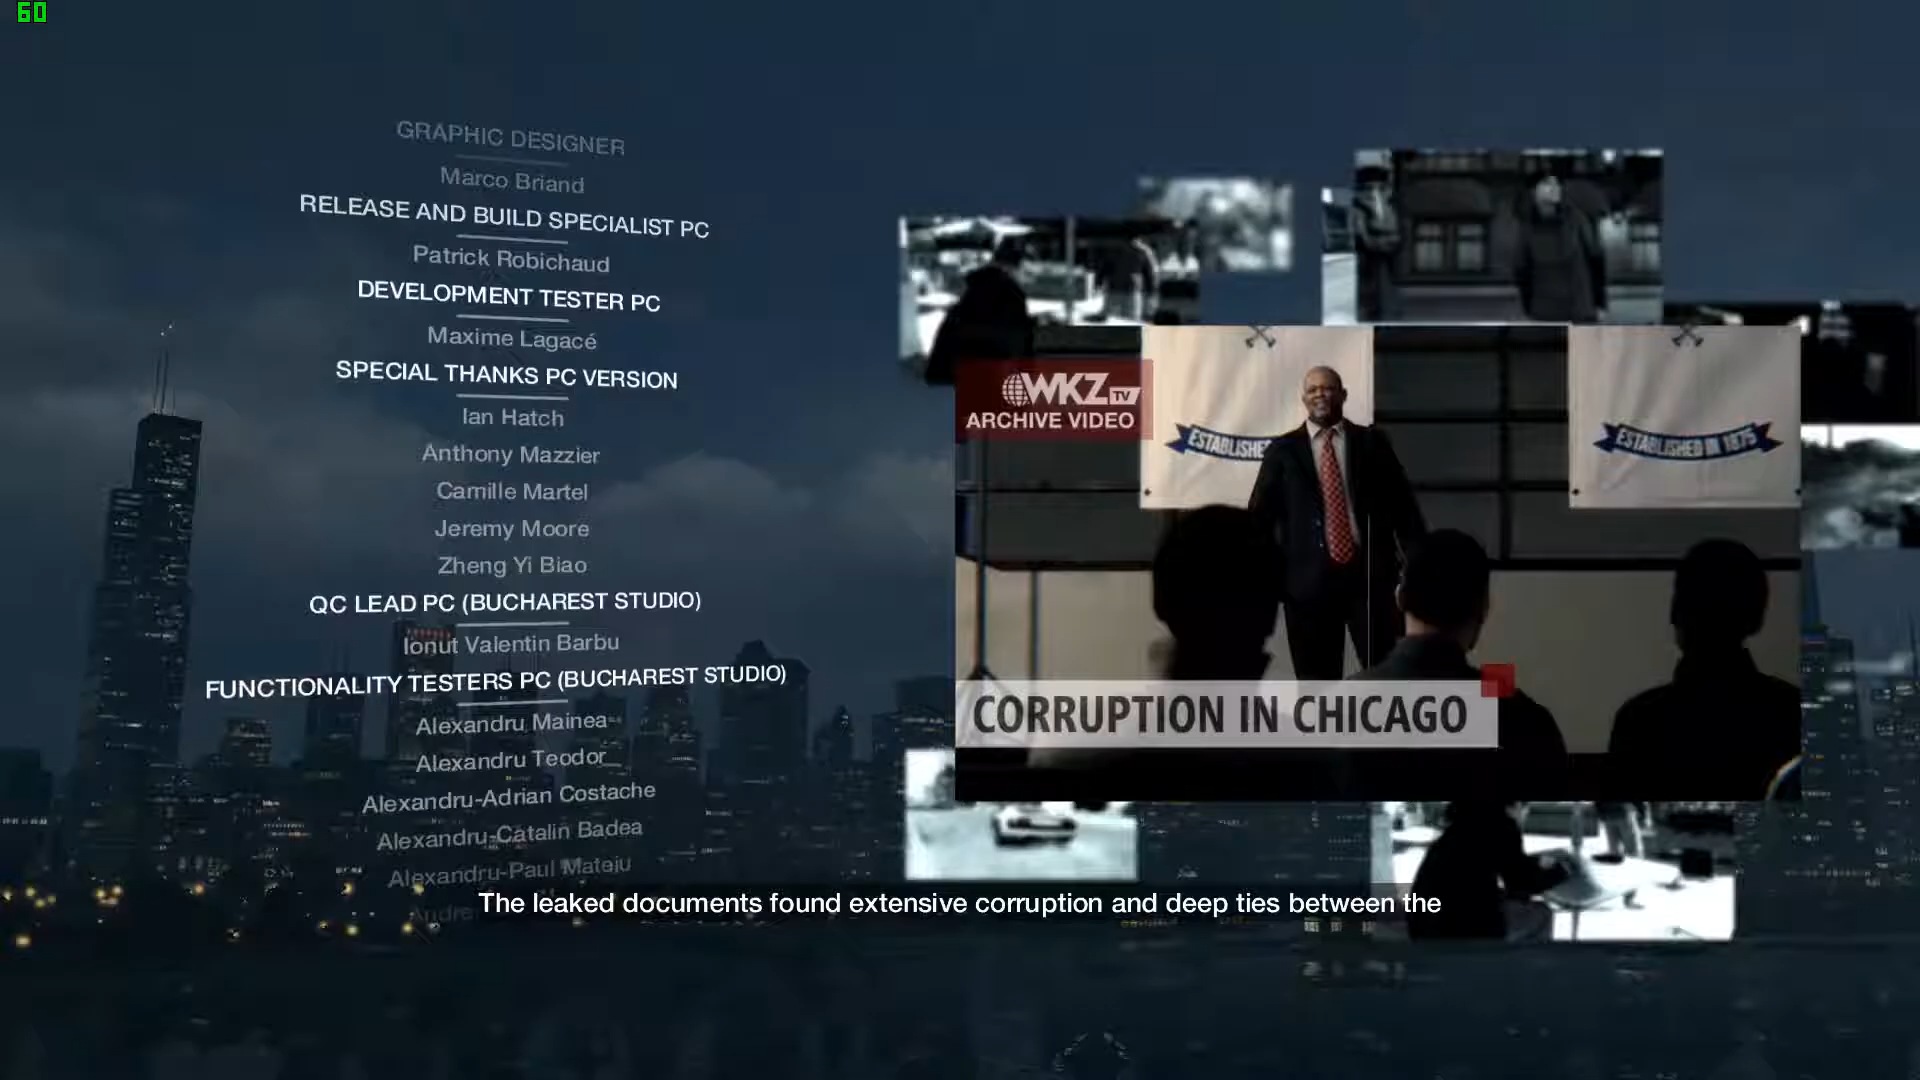 60
GRAPHIC DESIGNER
Marco Briand
RELEASE AND BUILD SPECIALIST PC
Patrick Robichaud
DEVELOPMENT TESTER PC
Maxime Lagacé
SPECIAL THANKS PC VERSION
Ian Hatch
Anthony Mazzier
Camille Martel
Jeremy Moore
Zheng Yi Biao
QC LEAD PC (BUCHAREST STUDIO)
Ionut Valentin Barbu
FUNCTIONALITY TESTERS PC (BUCHAREST STUDIO)
Alexandru Mainea
Alexandru Teodor
Alexandru-Adrian Costache
Alexandru-Catalin Badea
Alexandru-Paul Mateiu
Andre
WKZ TV
ARCHIVE VIDEO
ESTABLISHE
ESTABLISHED IN 1875
CORRUPTION IN CHICAGO
The leaked documents found extensive corruption and deep ties between the